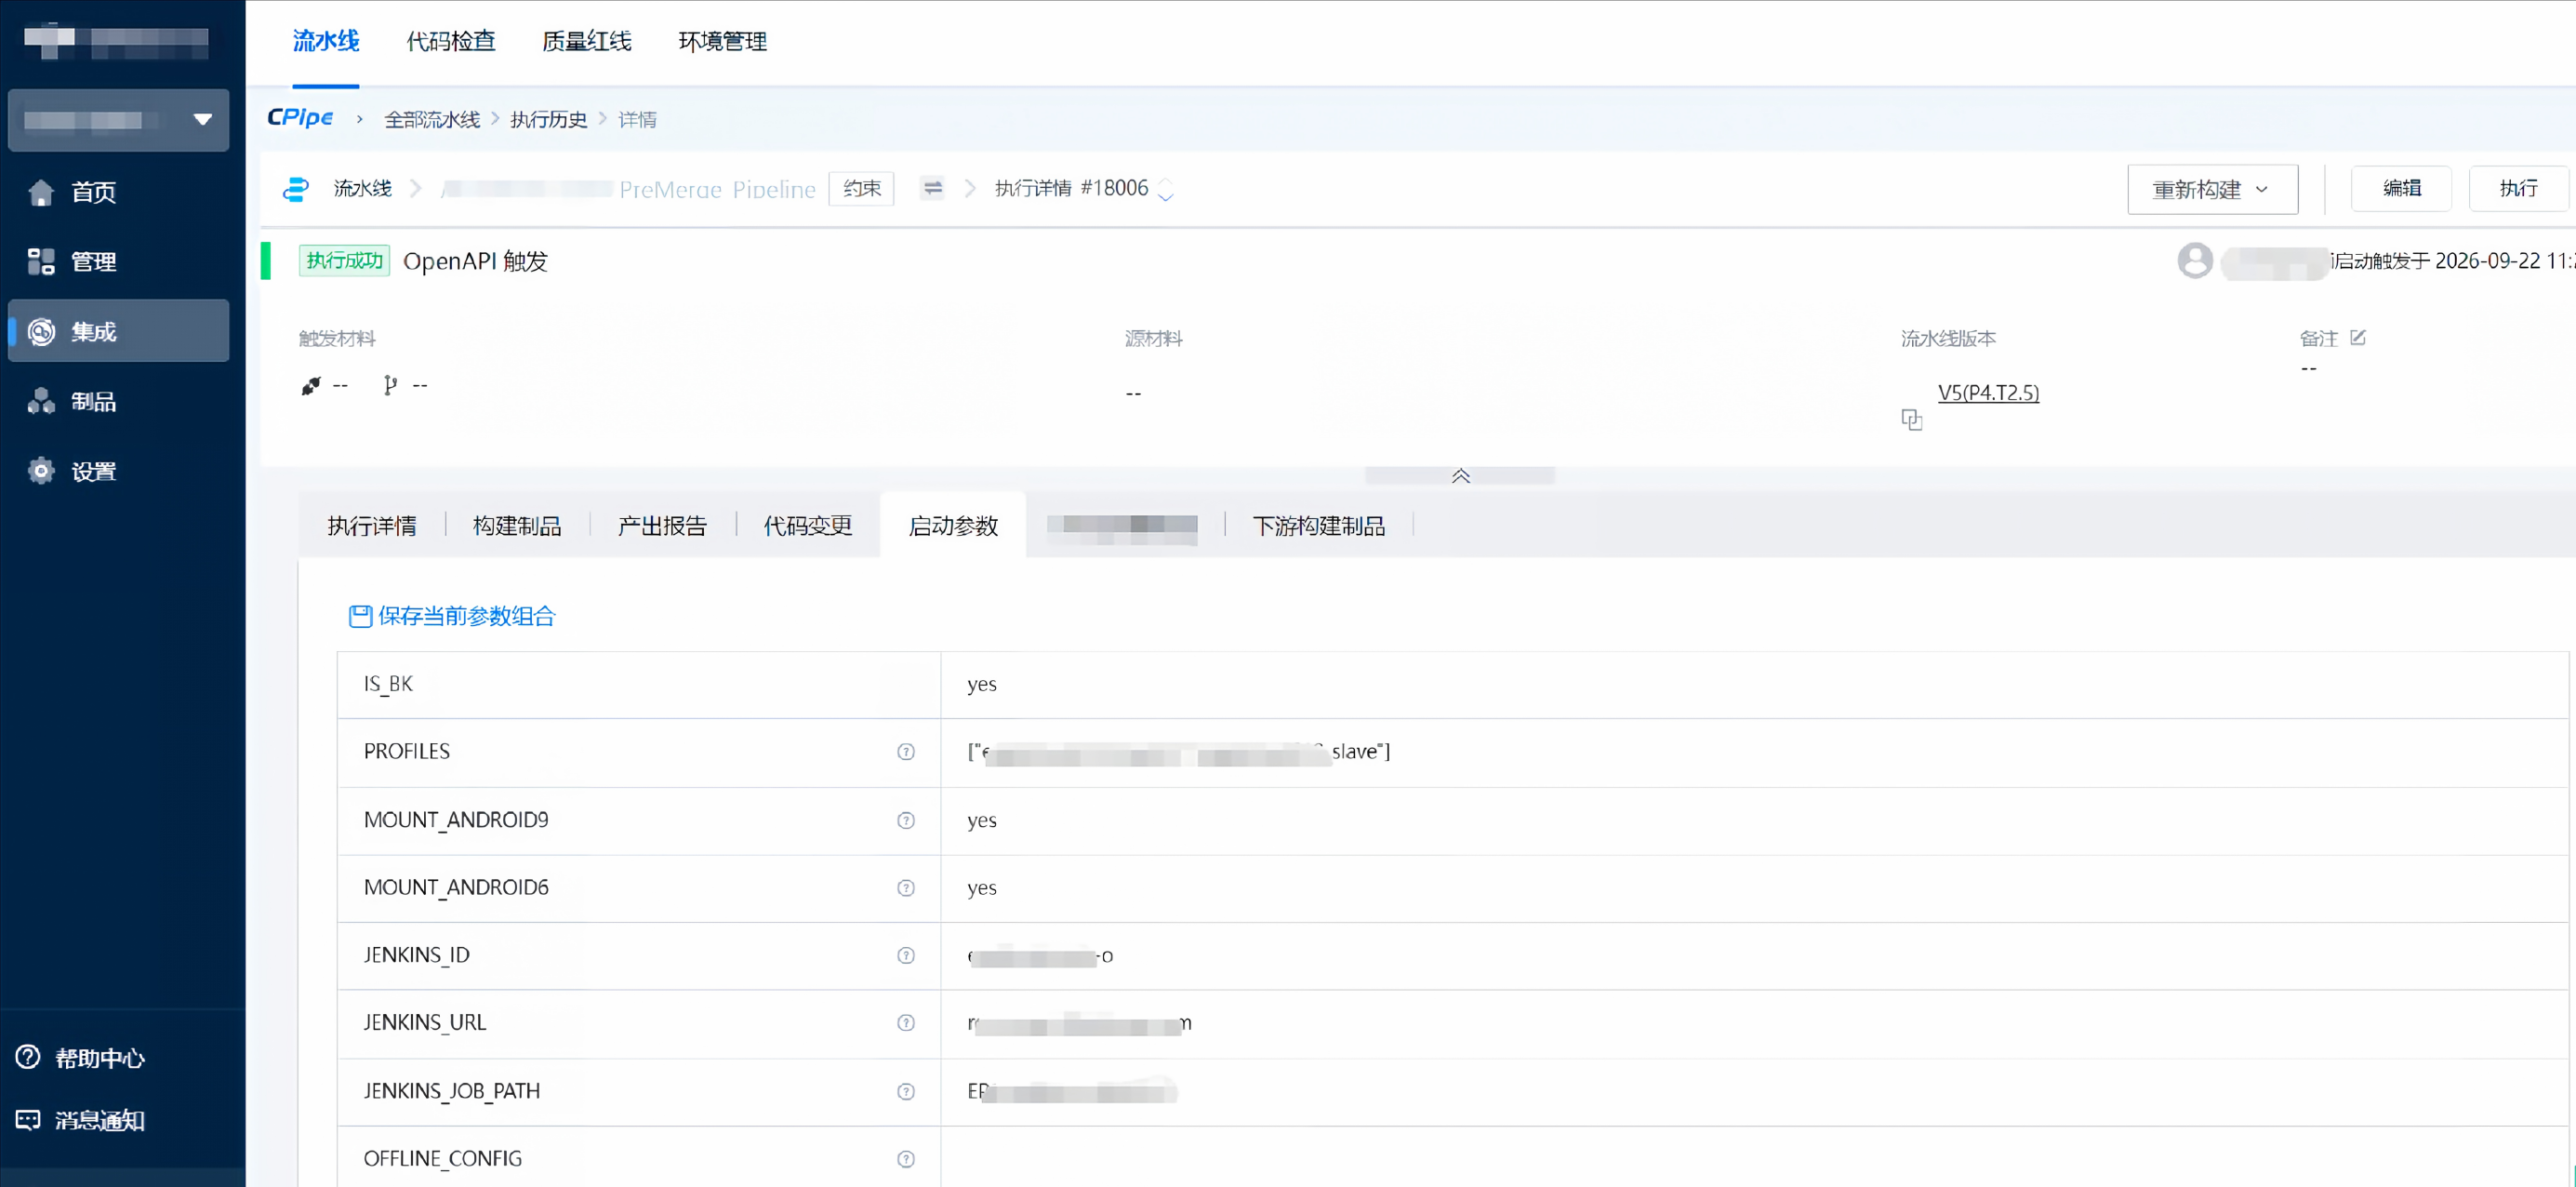 流水线 代码检查 质量红线 环境管理
CPipe › 全部流水线 > 执行历史 > 详情
首页
管理
集成
制品
设置
帮助中心
消息通知
流水线 > PreMerge Pipeline 约束 > 执行详情 #18006
重新构建 编辑 执行
执行成功 OpenAPI 触发
启动触发于 2026-09-22 11:
触发材料 源材料 流水线版本 备注
-- -- -- V5(P4.T2.5) --
执行详情 构建制品 产出报告 代码变更 启动参数 下游构建制品
保存当前参数组合
IS_BK yes
PROFILES ["e slave"]
MOUNT_ANDROID9 yes
MOUNT_ANDROID6 yes
JENKINS_ID -o
JENKINS_URL m
JENKINS_JOB_PATH
OFFLINE_CONFIG